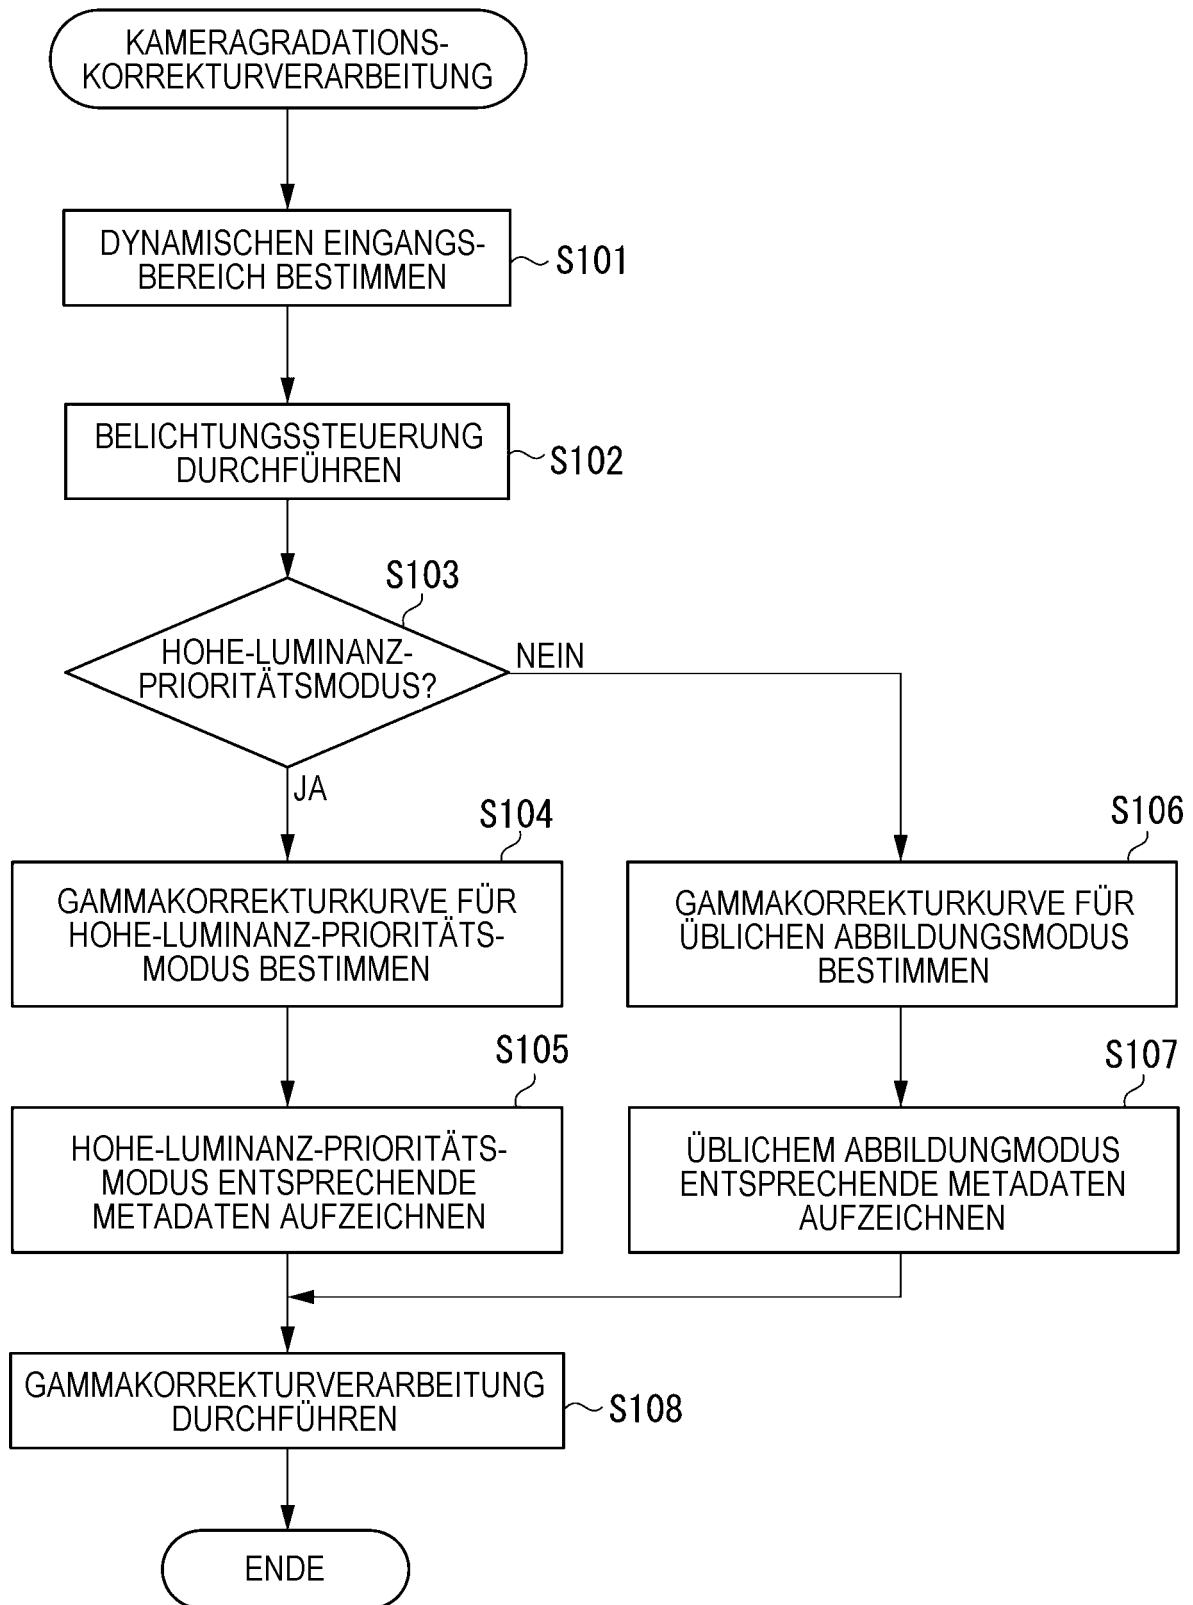 KAMERAGRADATIONS-
KORREKTURVERARBEITUNG
DYNAMISCHEN EINGANGS-
BEREICH BESTIMMEN
S101
BELICHTUNGSSTEUERUNG
DURCHFÜHREN
S102
S103
HOHE-LUMINANZ-
PRIORITÄTSMODUS?
NEIN
JA
S104
GAMMAKORREKTURKURVE FÜR
HOHE-LUMINANZ-PRIORITÄTS-
MODUS BESTIMMEN
S106
GAMMAKORREKTURKURVE FÜR
ÜBLICHEN ABBILDUNGSMODUS
BESTIMMEN
S105
HOHE-LUMINANZ-PRIORITÄTS-
MODUS ENTSPRECHENDE
METADATEN AUFZEICHNEN
S107
ÜBLICHEM ABBILDUNGMODUS
ENTSPRECHENDE METADATEN
AUFZEICHNEN
GAMMAKORREKTURVERARBEITUNG
DURCHFÜHREN
S108
ENDE